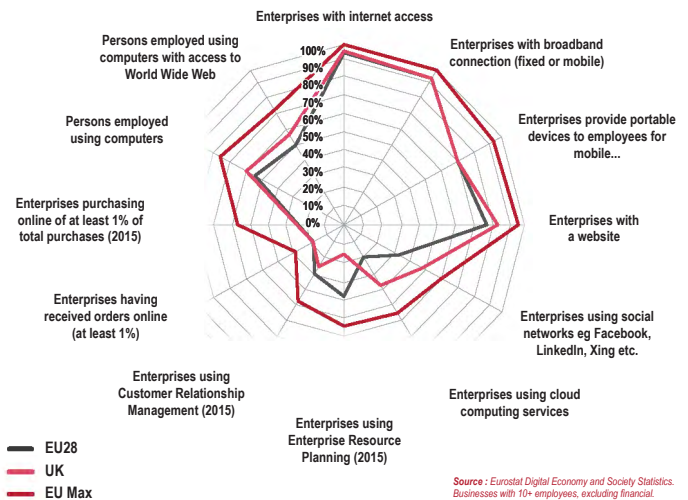 Enterprises with internet access
Enterprises with broadband
connection (fixed or mobile)
Enterprises provide portable
devices to employees for
mobile...
Enterprises with
a website
Enterprises using social
networks eg Facebook,
LinkedIn, Xing etc.
Enterprises using cloud
computing services
Enterprises using
Enterprise Resource
Planning (2015)
Enterprises using
Customer Relationship
Management (2015)
Enterprises having
received orders online
(at least 1%)
Enterprises purchasing
online of at least 1% of
total purchases (2015)
Persons employed
using computers
Persons employed using
computers with access to
World Wide Web
100%
90%
80%
70%
60%
50%
40%
30%
20%
10%
0%
EU28
UK
EU Max
Source : Eurostat Digital Economy and Society Statistics.
Businesses with 10+ employees, excluding financial.